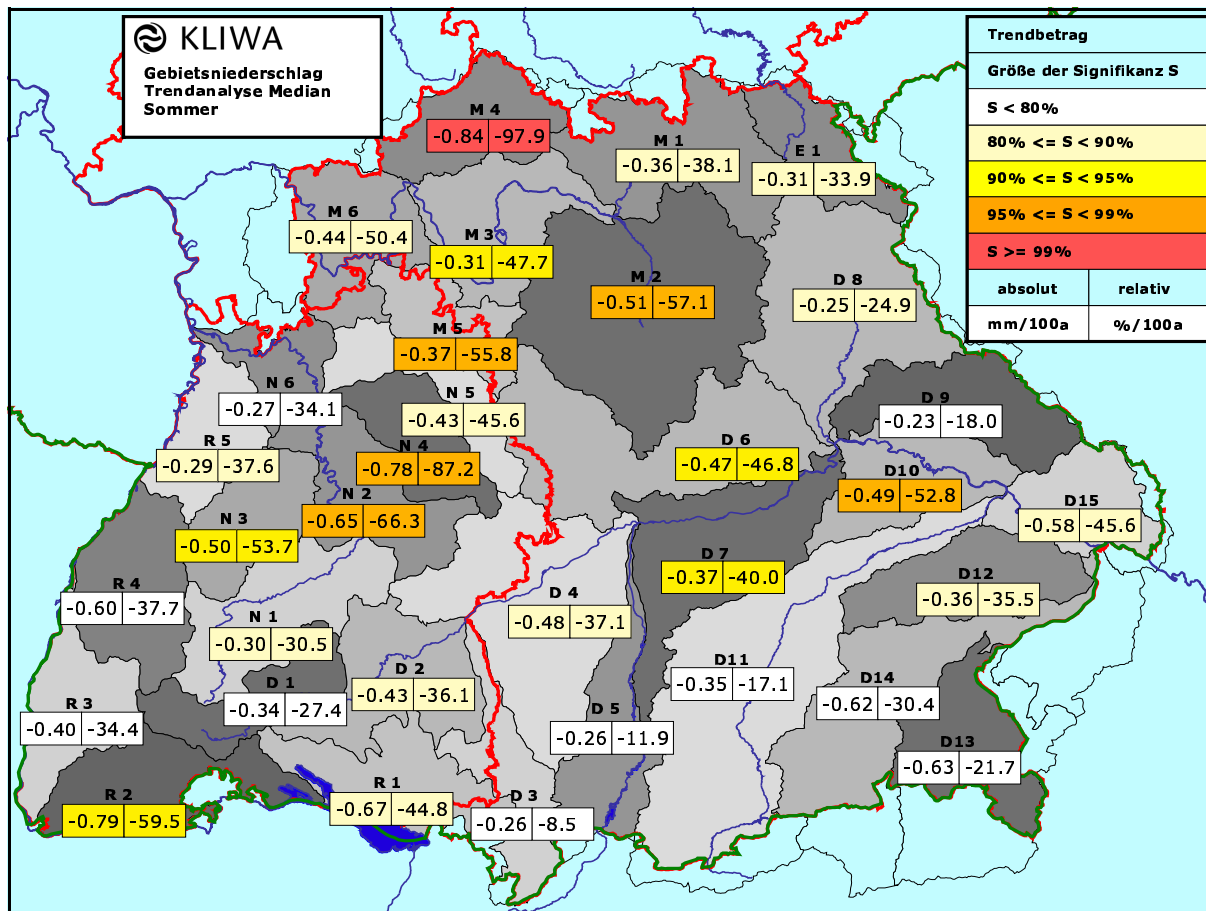 KLIWA
Gebietsniederschlag
Trendanalyse Median
Sommer
Trendbetrag
Größe der Signifikanz S
S < 80%
80% <= S < 90%
90% <= S < 95%
95% <= S < 99%
S >= 99%
absolut relativ
mm/100a %/100a
M 4
-0.84 -97.9
M 1
-0.36 -38.1
E 1
-0.31 -33.9
M 6
-0.44 -50.4
M 3
-0.31 -47.7
M 2
-0.51 -57.1
D 8
-0.25 -24.9
M 5
-0.37 -55.8
N 6
-0.27 -34.1
N 5
-0.43 -45.6
D 9
-0.23 -18.0
R 5
-0.29 -37.6
N 4
-0.78 -87.2
D 6
-0.47 -46.8
D10
-0.49 -52.8
N 2
-0.65 -66.3
D15
-0.58 -45.6
N 3
-0.50 -53.7
D 7
-0.37 -40.0
R 4
-0.60 -37.7
D 4
-0.48 -37.1
D12
-0.36 -35.5
N 1
-0.30 -30.5
D 1
-0.34 -27.4
D 2
-0.43 -36.1
D11
-0.35 -17.1
D14
-0.62 -30.4
R 3
-0.40 -34.4
D 5
-0.26 -11.9
D13
-0.63 -21.7
R 2
-0.79 -59.5
R 1
-0.67 -44.8
D 3
-0.26 -8.5